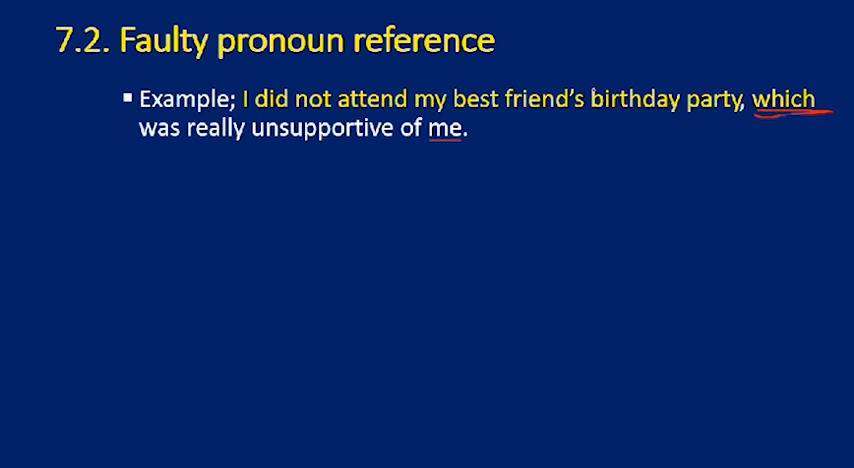 7.2. Faulty pronoun reference
▪ Example; I did not attend my best friend's birthday party, which
was really unsupportive of me.